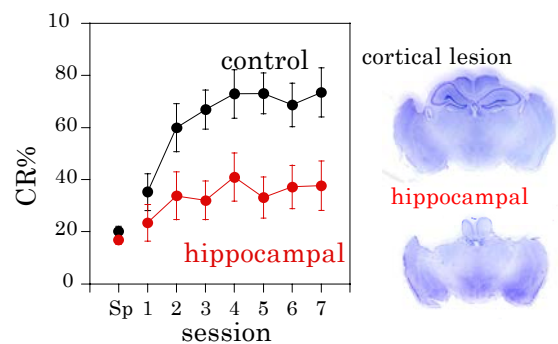 10
control
cortical lesion
80
60
CR%
40
hippocampal
20
hippocampal
0
Sp 1 2 3 4 5 6 7
session